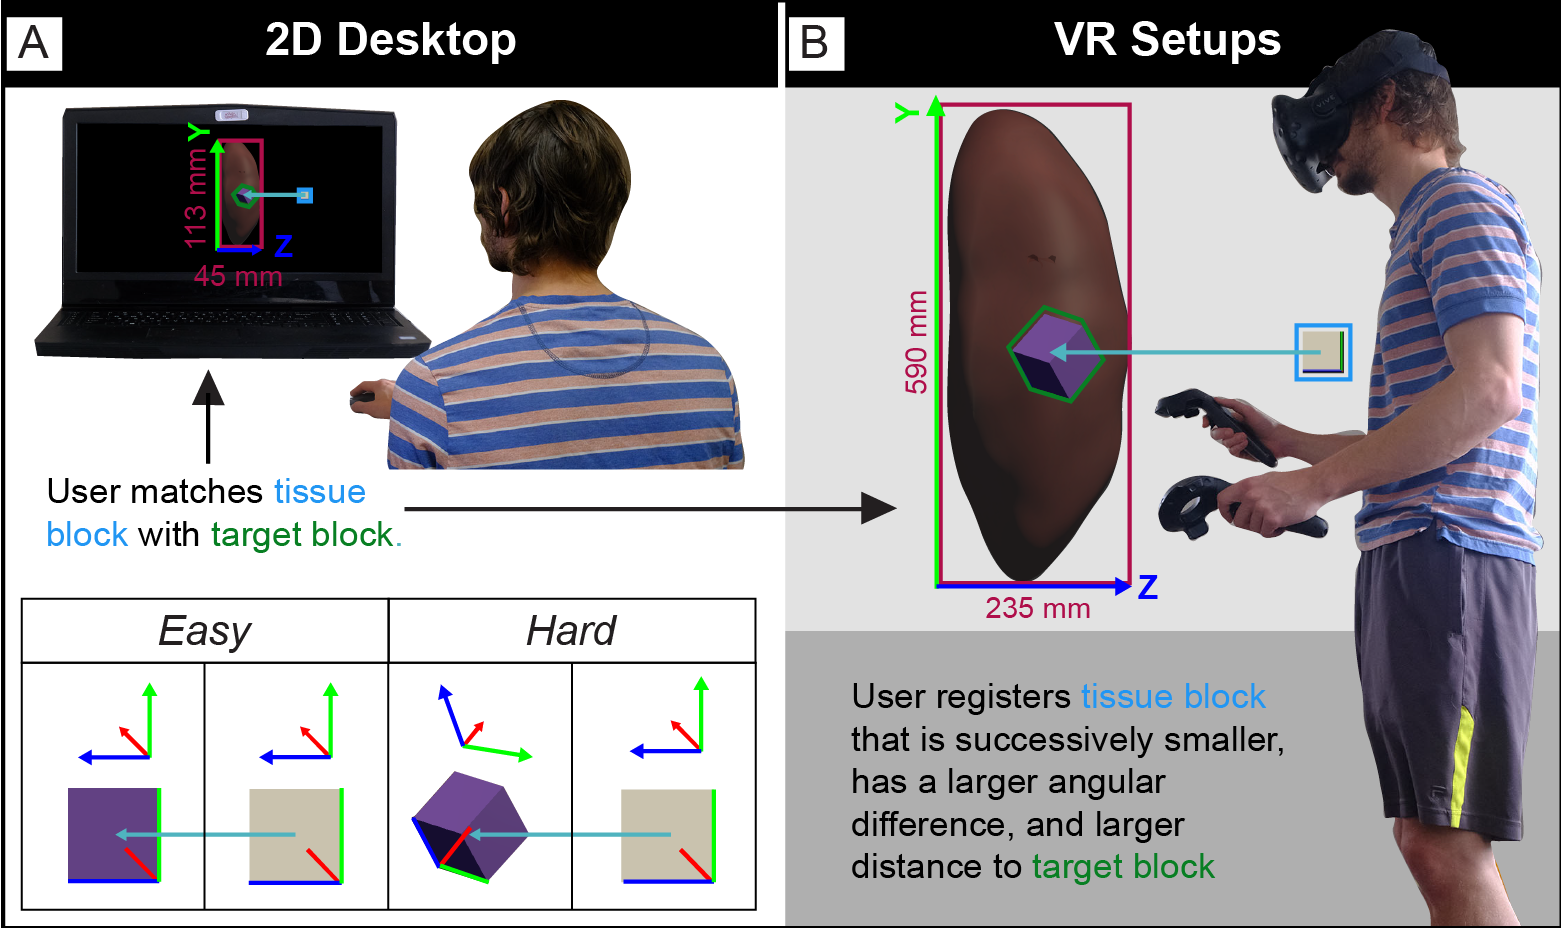 A
2D Desktop
Y
113 mm
Z
45 mm
User matches tissue
block with target block.
Easy
Hard
B
VR Setups
VIVE
Y
590 mm
Z
235 mm
User registers tissue block
that is successively smaller,
has a larger angular
difference, and larger
distance to target block